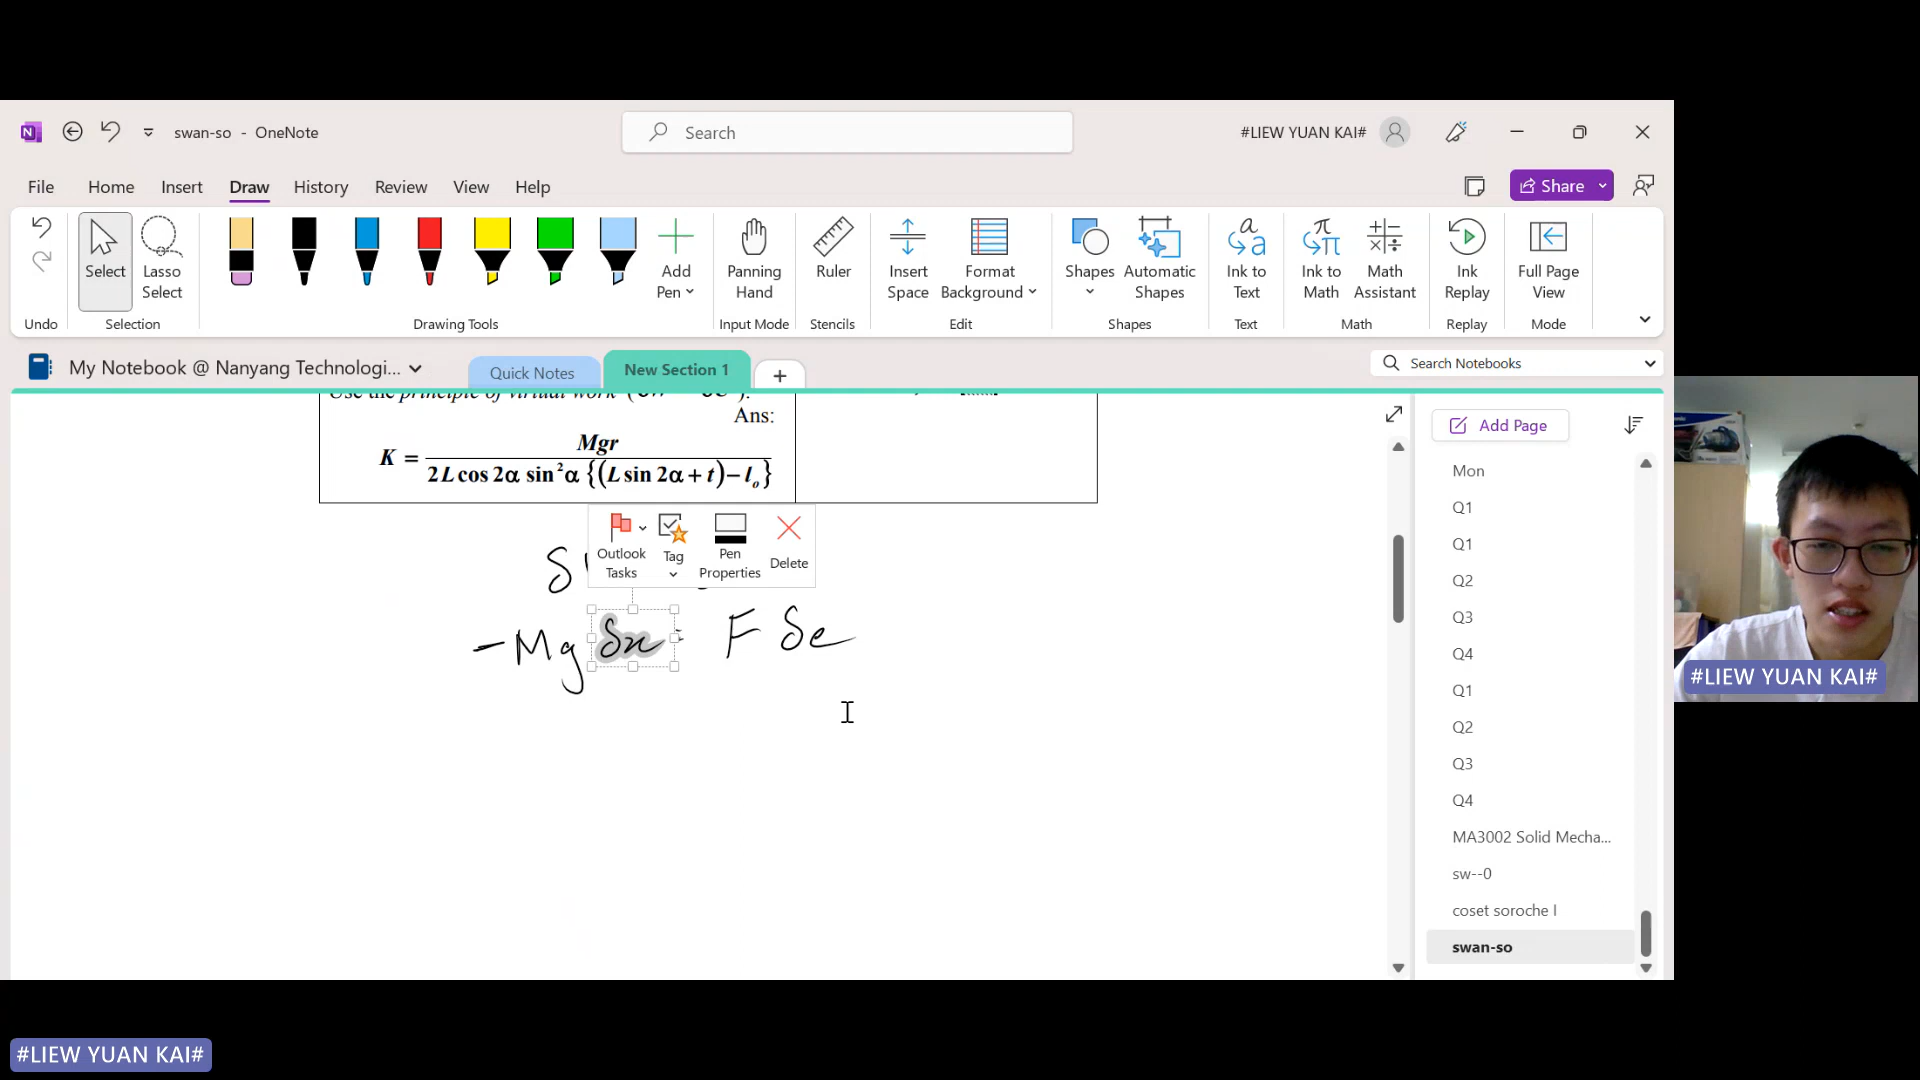 swan-so - OneNote
Search
#LIEW YUAN KAI#
File Home Insert Draw History Review View Help
Share
Select
Lasso Select
Add Pen
Panning Hand
Ruler
Insert Space
Format Background
Shapes
Automatic Shapes
Ink to Text
Ink to Math
Math Assistant
Ink Replay
Full Page View
Undo
Selection
Drawing Tools
Input Mode
Stencils
Edit
Shapes
Text
Math
Replay
Mode
My Notebook @ Nanyang Technologi...
Quick Notes
New Section 1
+
Search Notebooks
Ans:
K = Mgr / 2L cos 2α sin²α {(L sin 2α + t) – lₒ}
Outlook Tasks
Tag
Pen Properties
Delete
δ
-Mg δx = F δe
Add Page
Mon
Q1
Q1
Q2
Q3
Q4
Q1
Q2
Q3
Q4
MA3002 Solid Mecha...
sw--0
coset soroche I
swan-so
#LIEW YUAN KAI#
#LIEW YUAN KAI#